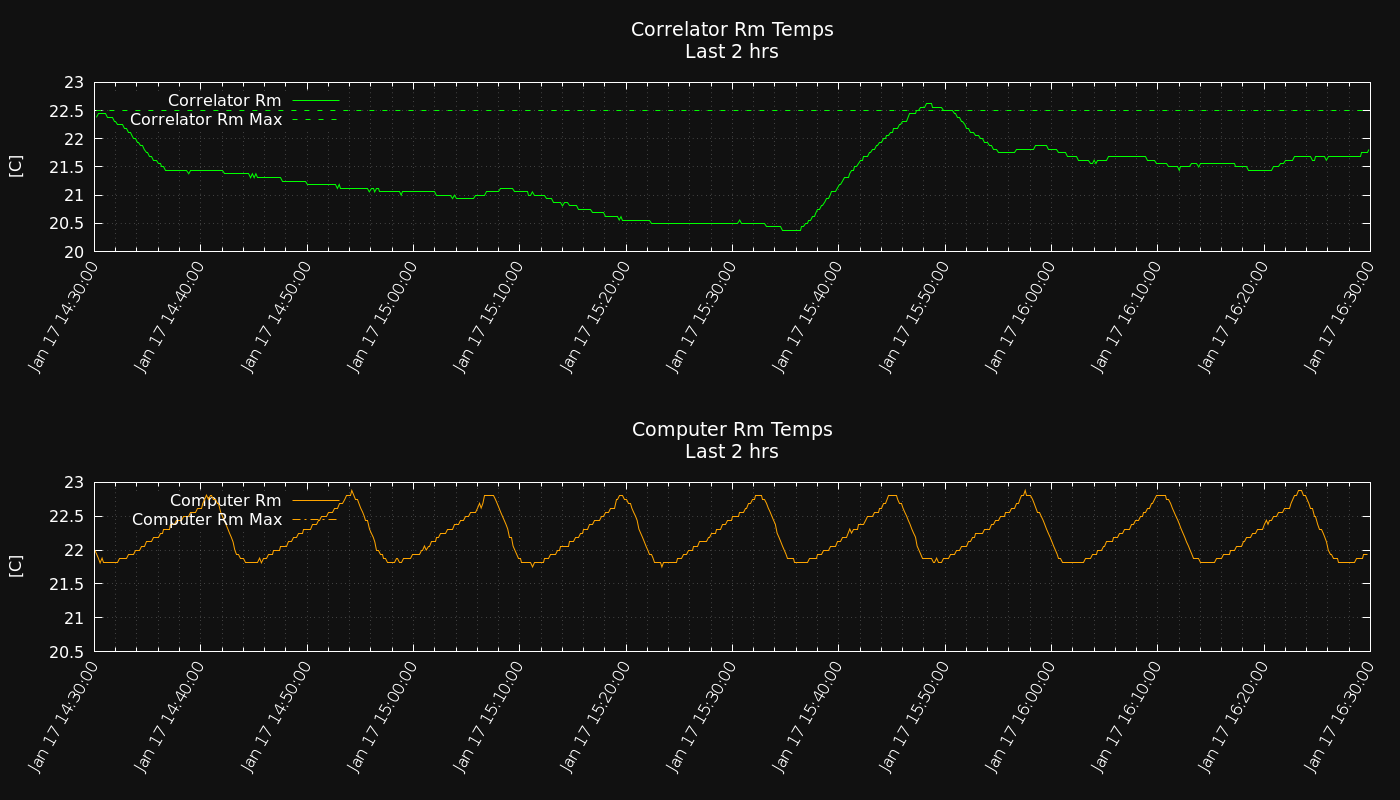 Correlator Rm Temps
Last 2 hrs
[C]
23
22.5
22
21.5
21
20.5
20
Correlator Rm
Correlator Rm Max
Jan 17 14:30:00
Jan 17 14:40:00
Jan 17 14:50:00
Jan 17 15:00:00
Jan 17 15:10:00
Jan 17 15:20:00
Jan 17 15:30:00
Jan 17 15:40:00
Jan 17 15:50:00
Jan 17 16:00:00
Jan 17 16:10:00
Jan 17 16:20:00
Jan 17 16:30:00
Computer Rm Temps
Last 2 hrs
[C]
23
22.5
22
21.5
21
20.5
Computer Rm
Computer Rm Max
Jan 17 14:30:00
Jan 17 14:40:00
Jan 17 14:50:00
Jan 17 15:00:00
Jan 17 15:10:00
Jan 17 15:20:00
Jan 17 15:30:00
Jan 17 15:40:00
Jan 17 15:50:00
Jan 17 16:00:00
Jan 17 16:10:00
Jan 17 16:20:00
Jan 17 16:30:00